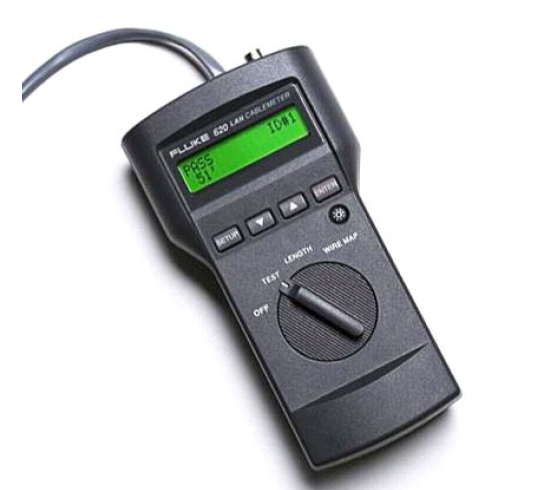 FLUKE 620 LAN CABLEMETER
PASS ID#1
51'
SETUP ENTER
OFF TEST LENGTH WIRE MAP